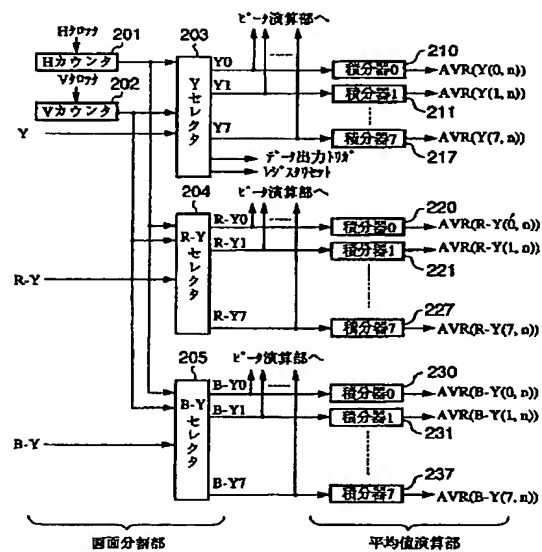 Hクロック 201
Hカウンタ
Vクロック 202
Vカウンタ
Y
203
Yセレクタ
ピーク演算部へ
Y0
Y1
Y7
データ出力トリガ
レジスタリセット
210
積分器0
AVR(Y(0, n)
積分器1
AVR(Y(1, n)
211
積分器7
AVR(Y(7, n)
217
204
R-Yセレクタ
R-Y
ピーク演算部へ
R-Y0
R-Y1
R-Y7
220
積分器0
AVR(R-Y(0, n)
積分器1
AVR(R-Y(1, n)
221
227
積分器7
AVR(R-Y(7, n)
205
B-Yセレクタ
B-Y
ピーク演算部へ
B-Y0
B-Y1
B-Y7
230
積分器0
AVR(B-Y(0, n)
積分器1
AVR(B-Y(1, n)
231
237
積分器7
AVR(B-Y(7, n)
画面分割部
平均値演算部